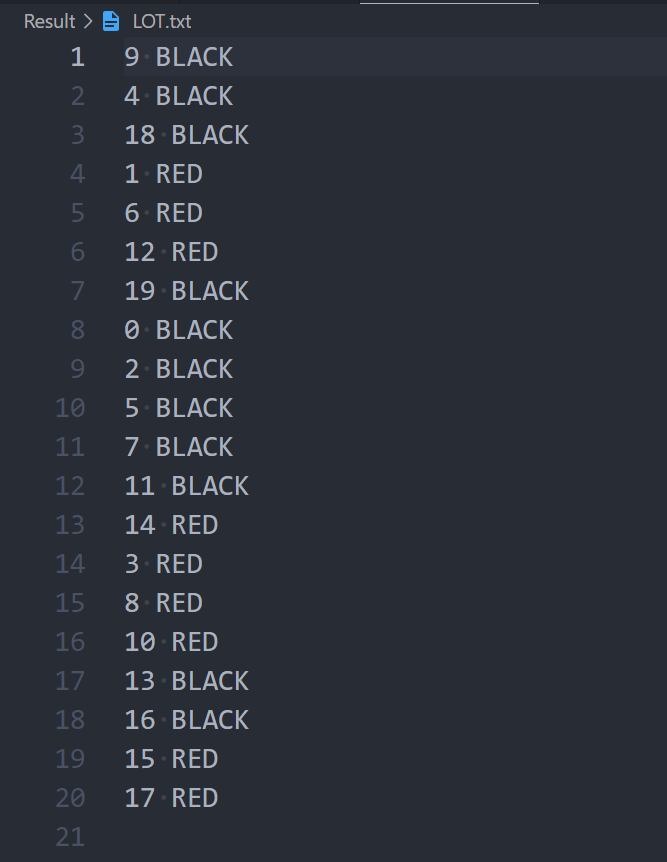 Result > LOT.txt
1 9 BLACK
2 4 BLACK
3 18 BLACK
4 1 RED
5 6 RED
6 12 RED
7 19 BLACK
8 0 BLACK
9 2 BLACK
10 5 BLACK
11 7 BLACK
12 11 BLACK
13 14 RED
14 3 RED
15 8 RED
16 10 RED
17 13 BLACK
18 16 BLACK
19 15 RED
20 17 RED
21